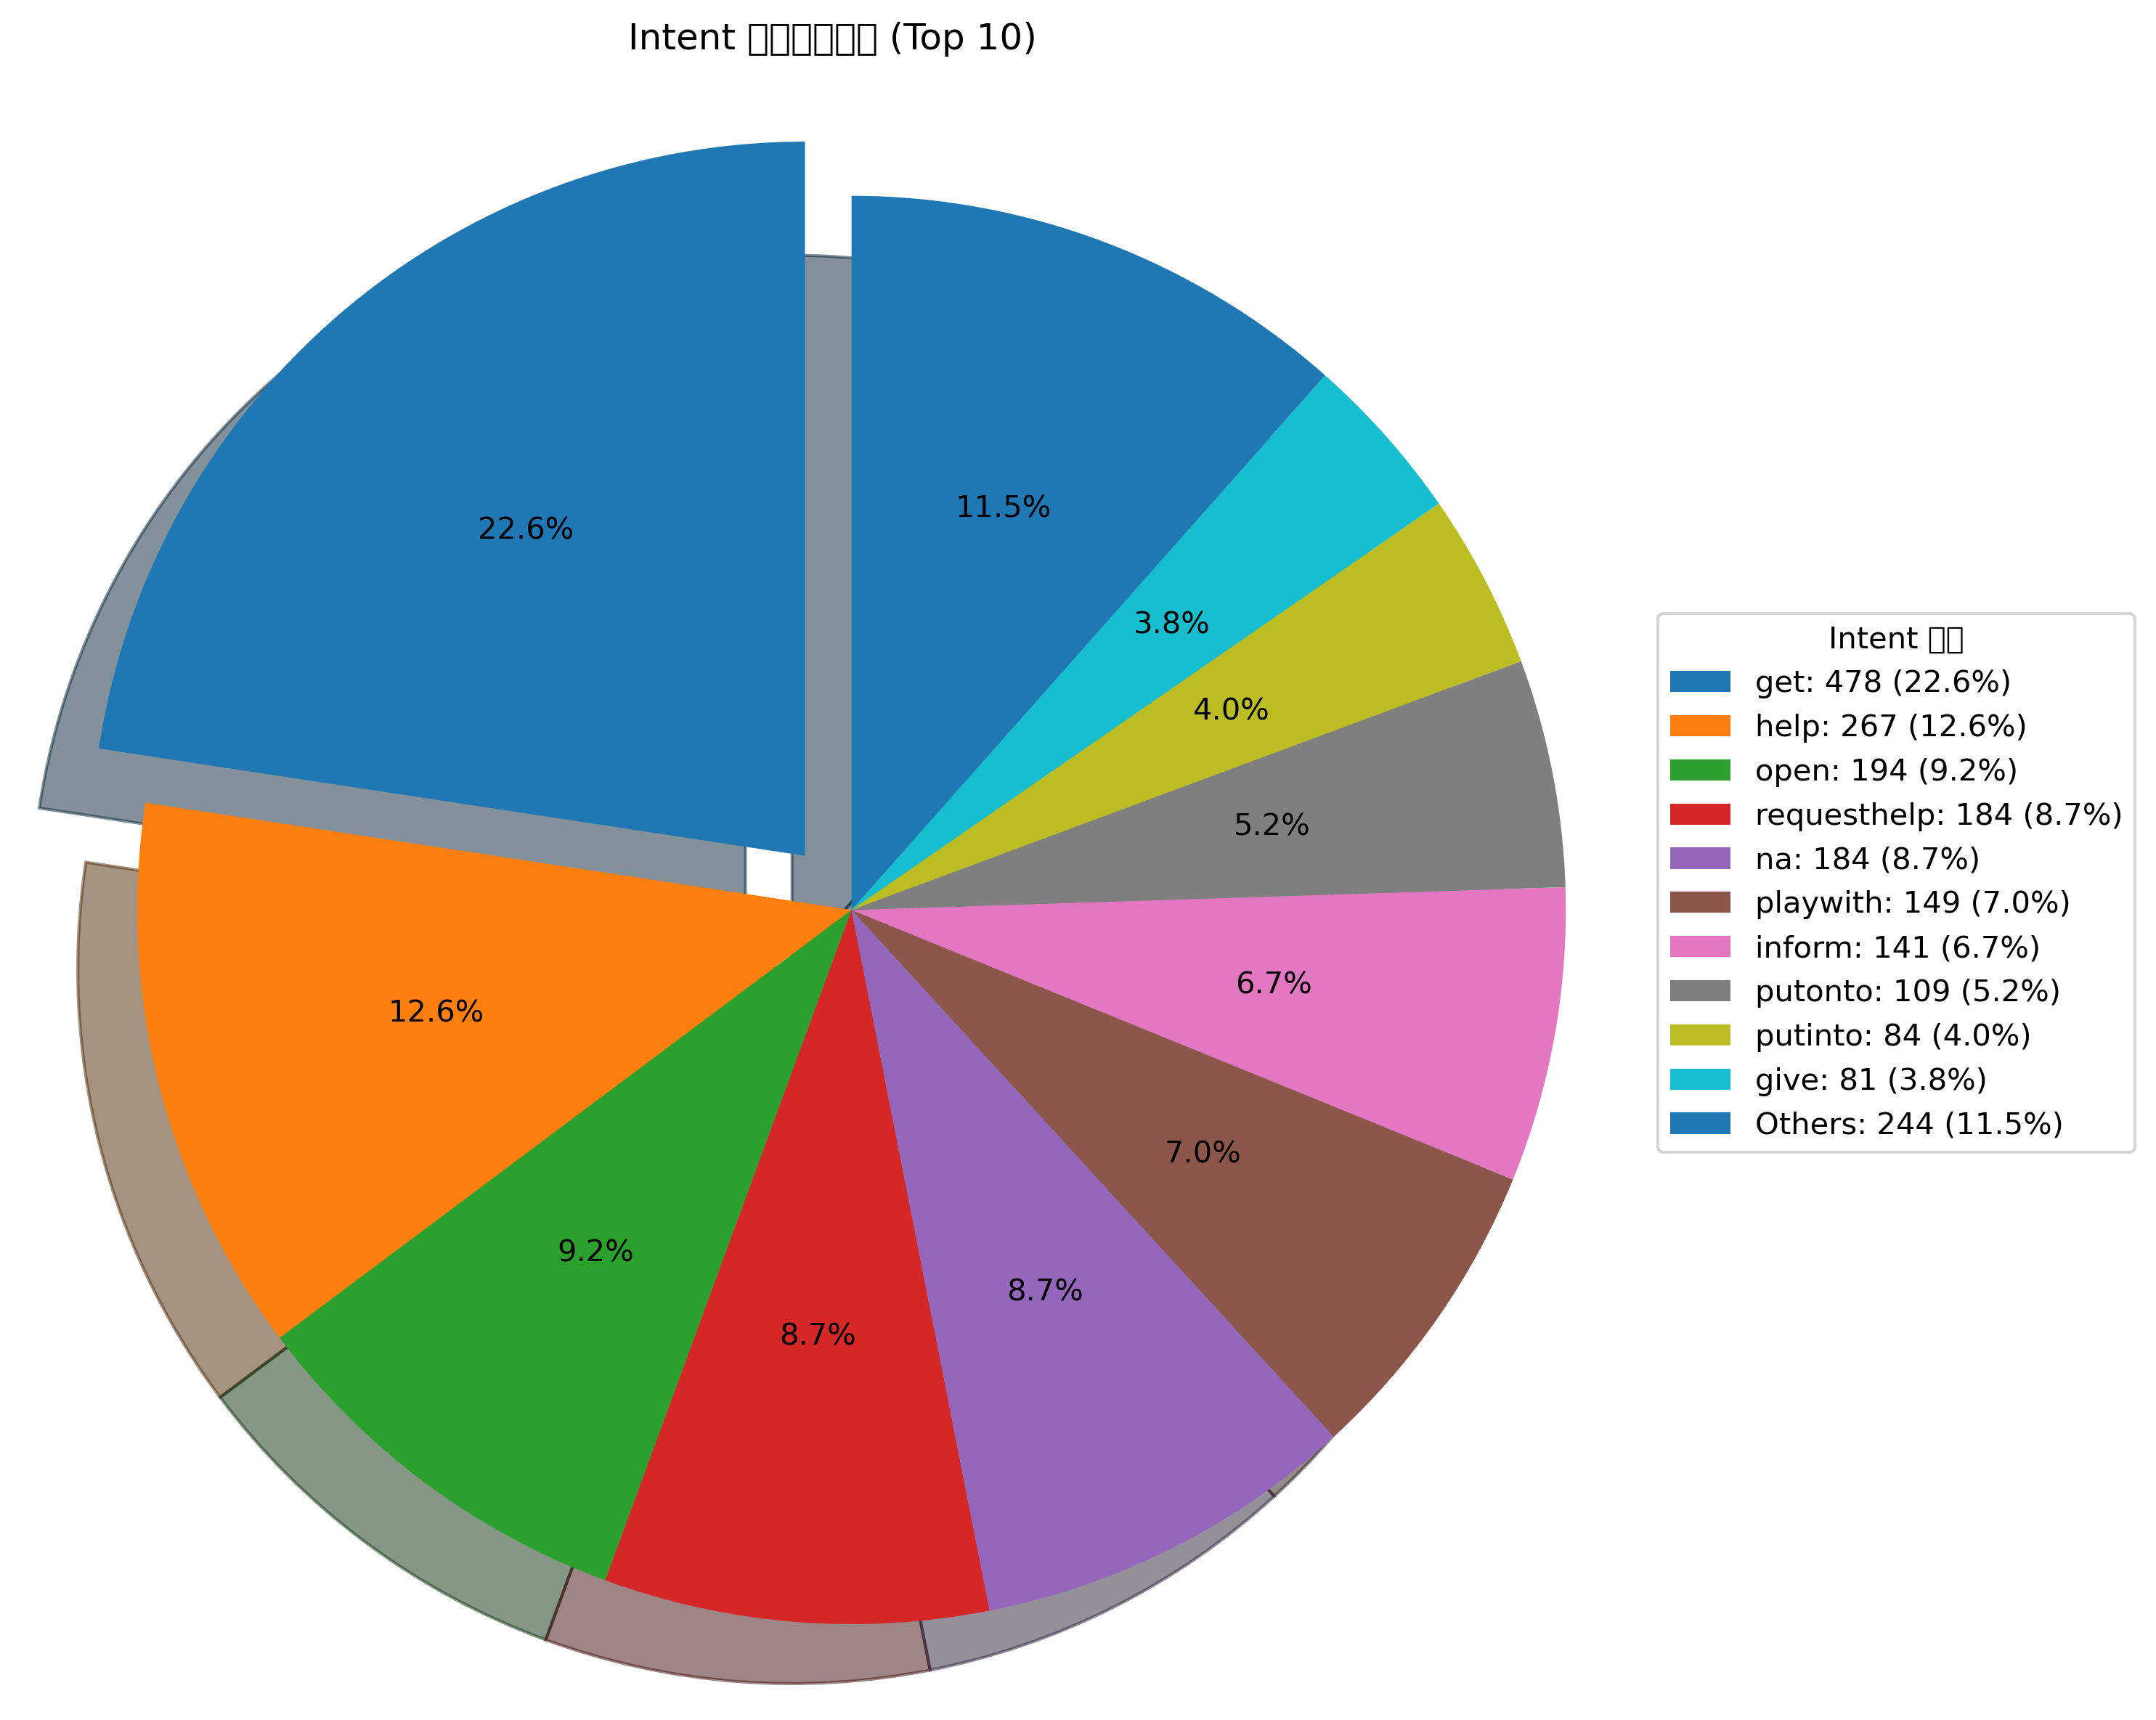 Intent (Top 10)
22.6%
11.5%
3.8%
4.0%
5.2%
6.7%
7.0%
8.7%
8.7%
9.2%
12.6%
Intent
get: 478 (22.6%)
help: 267 (12.6%)
open: 194 (9.2%)
requesthelp: 184 (8.7%)
na: 184 (8.7%)
playwith: 149 (7.0%)
inform: 141 (6.7%)
putonto: 109 (5.2%)
putinto: 84 (4.0%)
give: 81 (3.8%)
Others: 244 (11.5%)